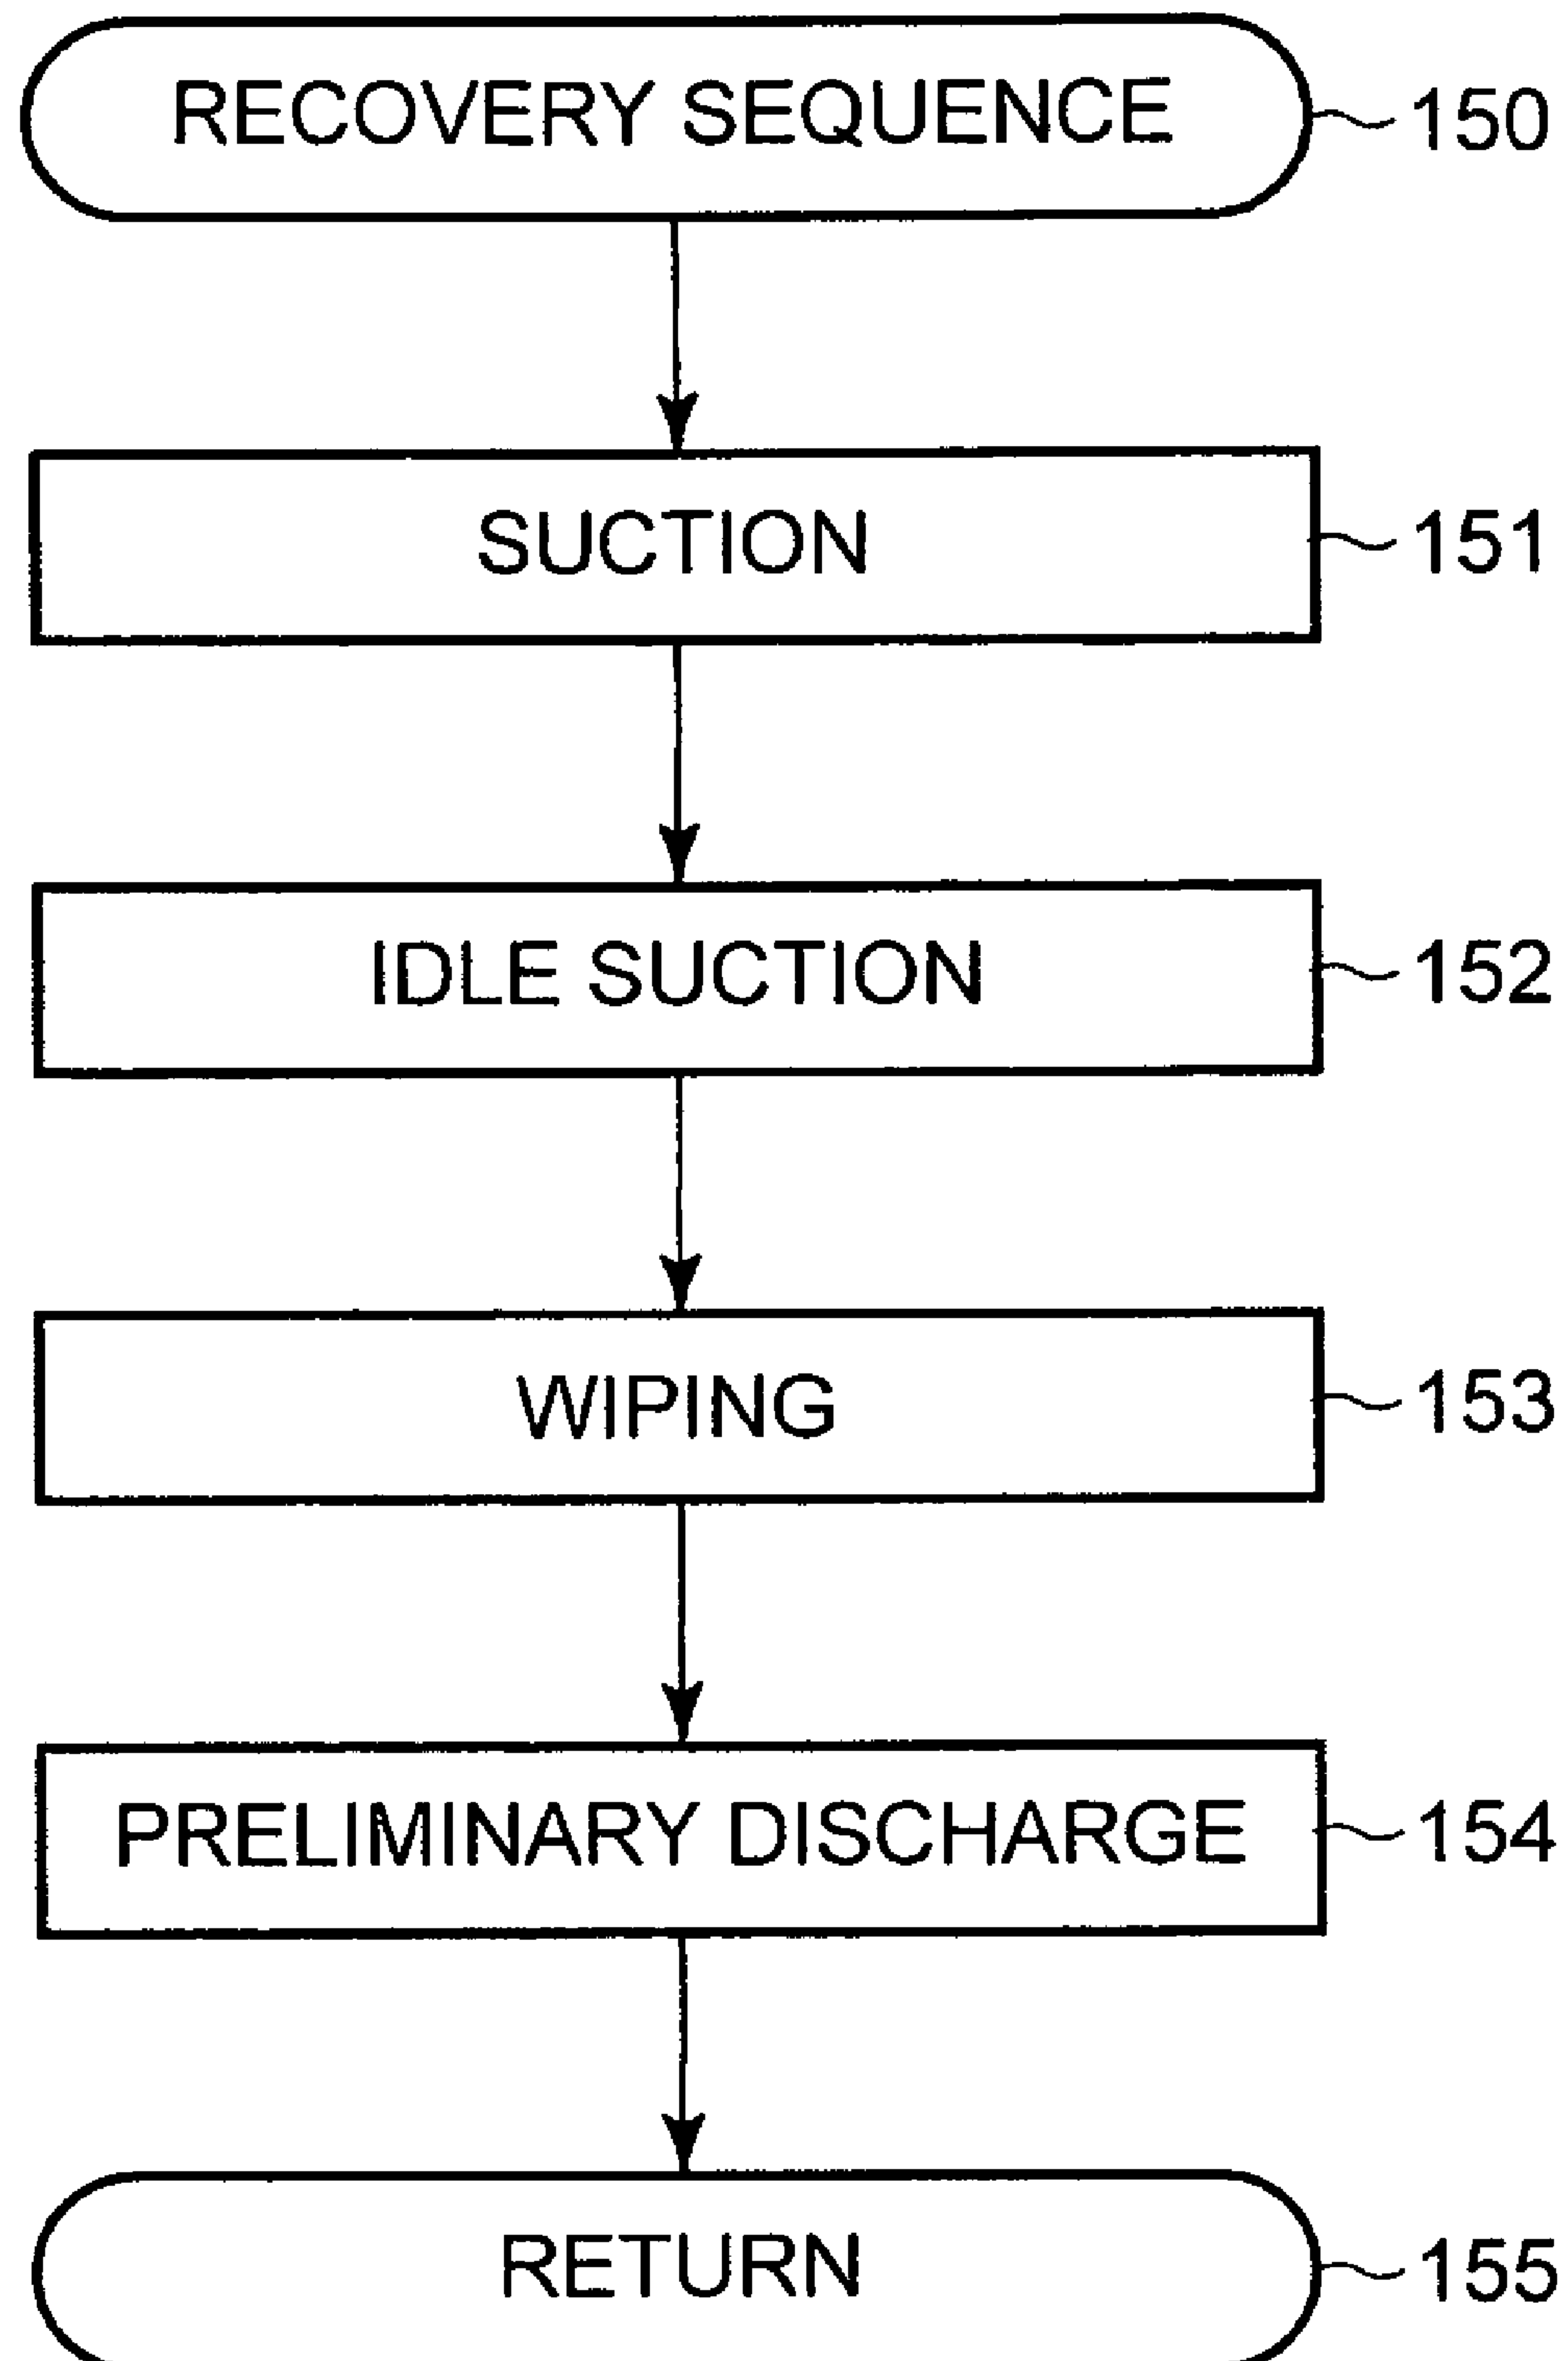 RECOVERY SEQUENCE 150
SUCTION 151
IDLE SUCTION 152
WIPING 153
PRELIMINARY DISCHARGE 154
RETURN 155